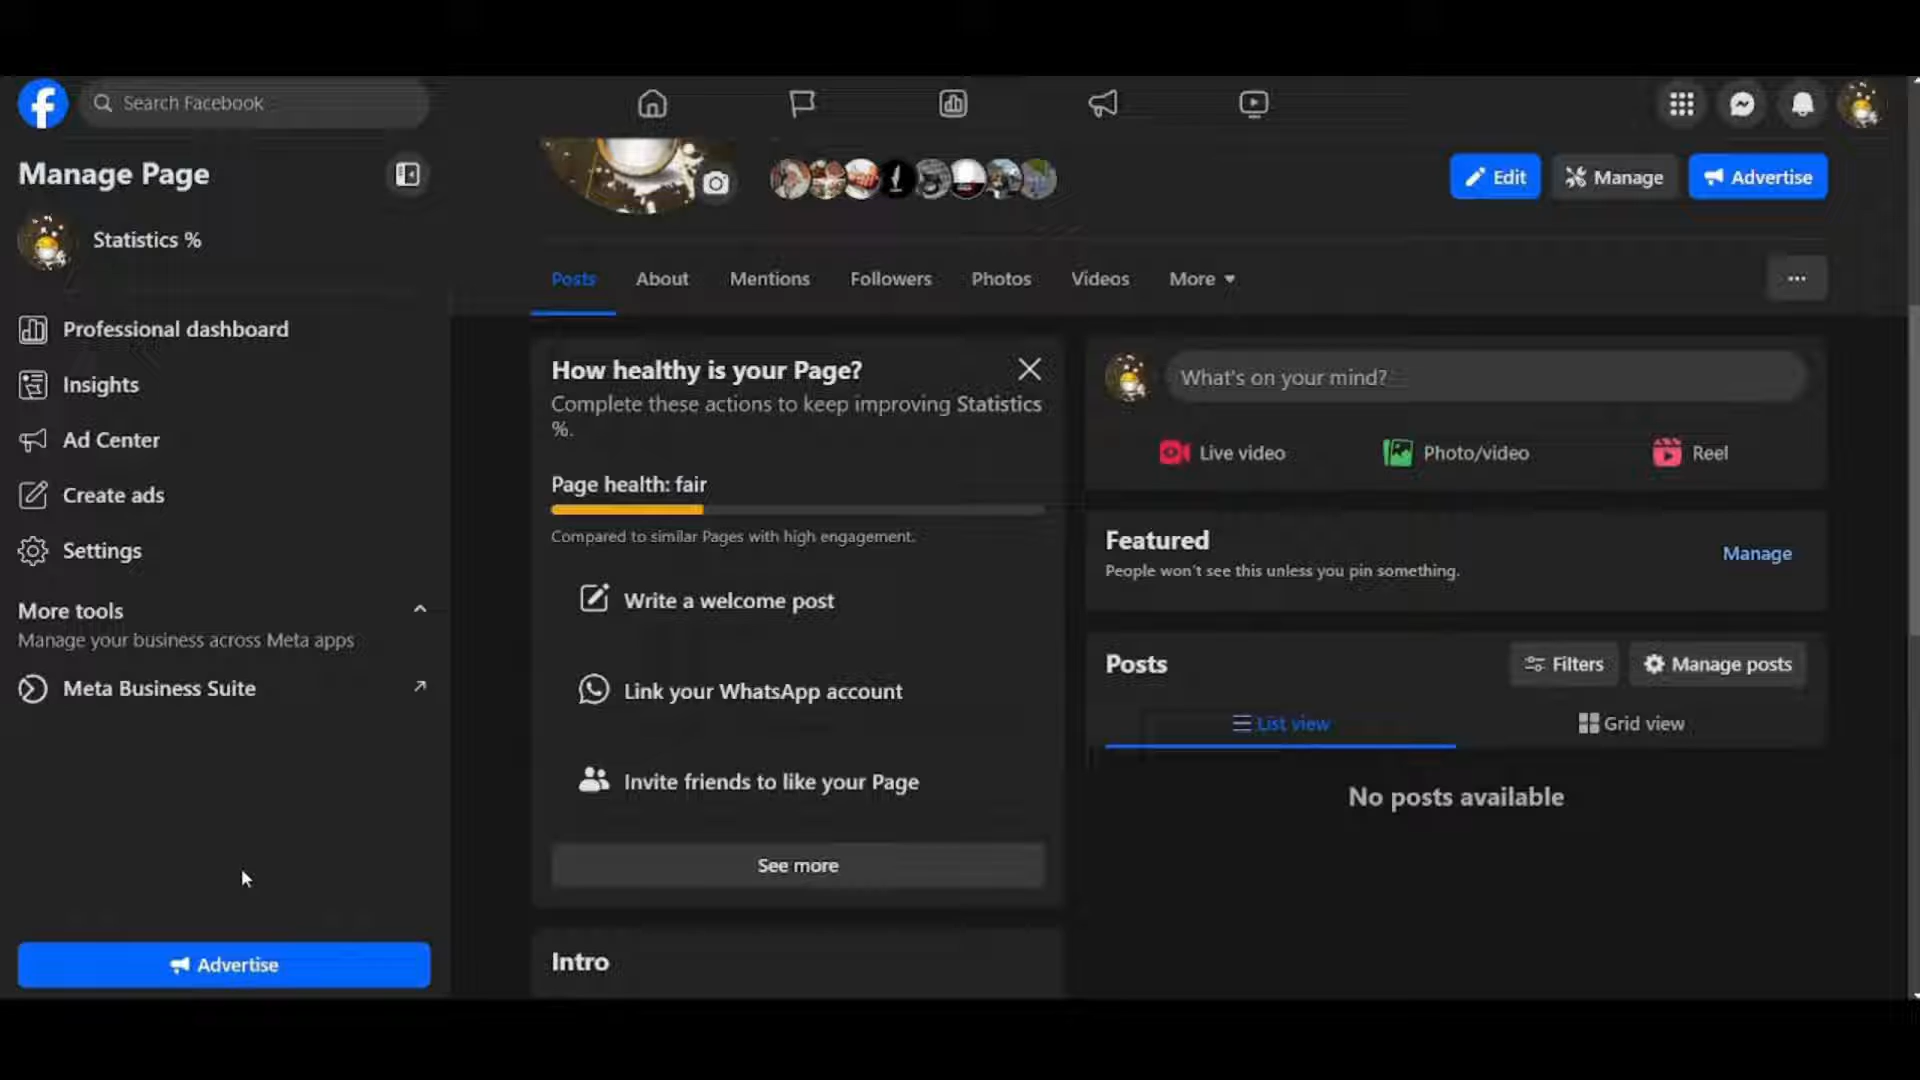 Search Facebook
Manage Page
Statistics %
Professional dashboard
Insights
Ad Center
Create ads
Settings
More tools
Manage your business across Meta apps
Meta Business Suite
Advertise
Edit
Manage
Advertise
Posts
About
Mentions
Followers
Photos
Videos
More
How healthy is your Page?
Complete these actions to keep improving Statistics
%.
Page health: fair
Compared to similar Pages with high engagement.
Write a welcome post
Link your WhatsApp account
Invite friends to like your Page
See more
Intro
What's on your mind?
Live video
Photo/video
Reel
Featured
Manage
People won't see this unless you pin something.
Posts
Filters
Manage posts
List view
Grid view
No posts available